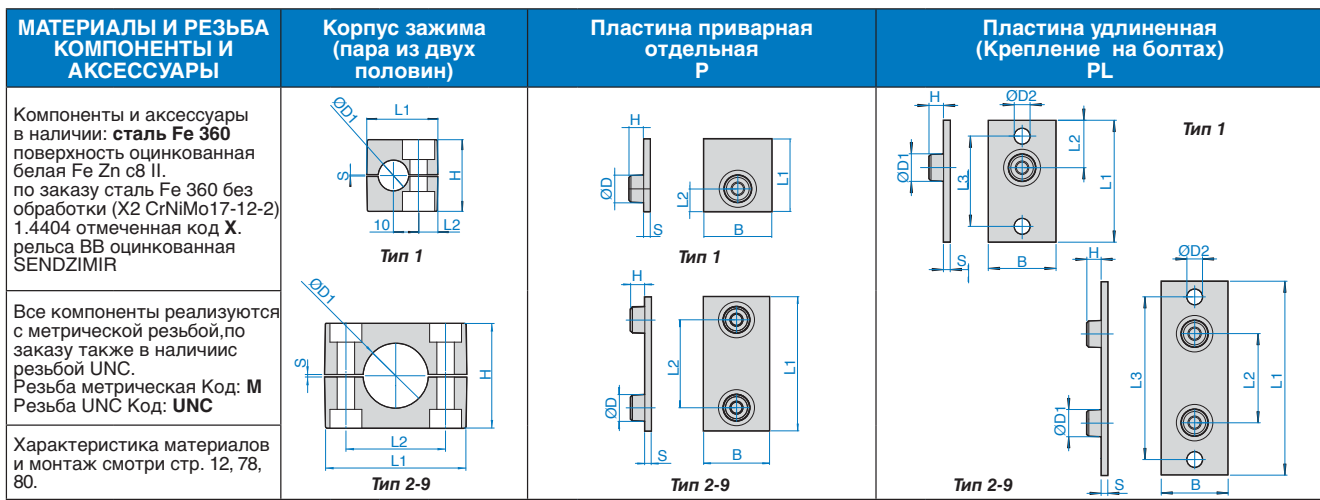 МАТЕРИАЛЫ И РЕЗЬБА
КОМПОНЕНТЫ И
АКСЕССУАРЫ
Корпус зажима
(пара из двух
половин)
Пластина приварная
отдельная
P
Пластина удлиненная
(Крепление на болтах)
PL
Компоненты и аксессуары
в наличии: сталь Fe 360
поверхность оцинкованная
белая Fe Zn c8 II.
по заказу сталь Fe 360 без
обработки (X2 CrNiMo17-12-2)
1.4404 отмеченная код X.
рельса BB оцинкованная
SENDZIMIR
Все компоненты реализуются
с метрической резьбой,по
заказу также в наличиис
резьбой UNC.
Резьба метрическая Код: M
Резьба UNC Код: UNC
Характеристика материалов
и монтаж смотри стр. 12, 78,
80.
ØD1
L1
S
H
10
L2
Тип 1
ØD1
S
H
L2
L1
Тип 2-9
H
ØD
S
L2
L1
B
Тип 1
H
L2
ØD
S
L1
B
Тип 2-9
H
ØD2
Тип 1
ØD1
L3
L2
L1
S
B
H
ØD2
L3
L2
L1
ØD1
Тип 2-9
S
B